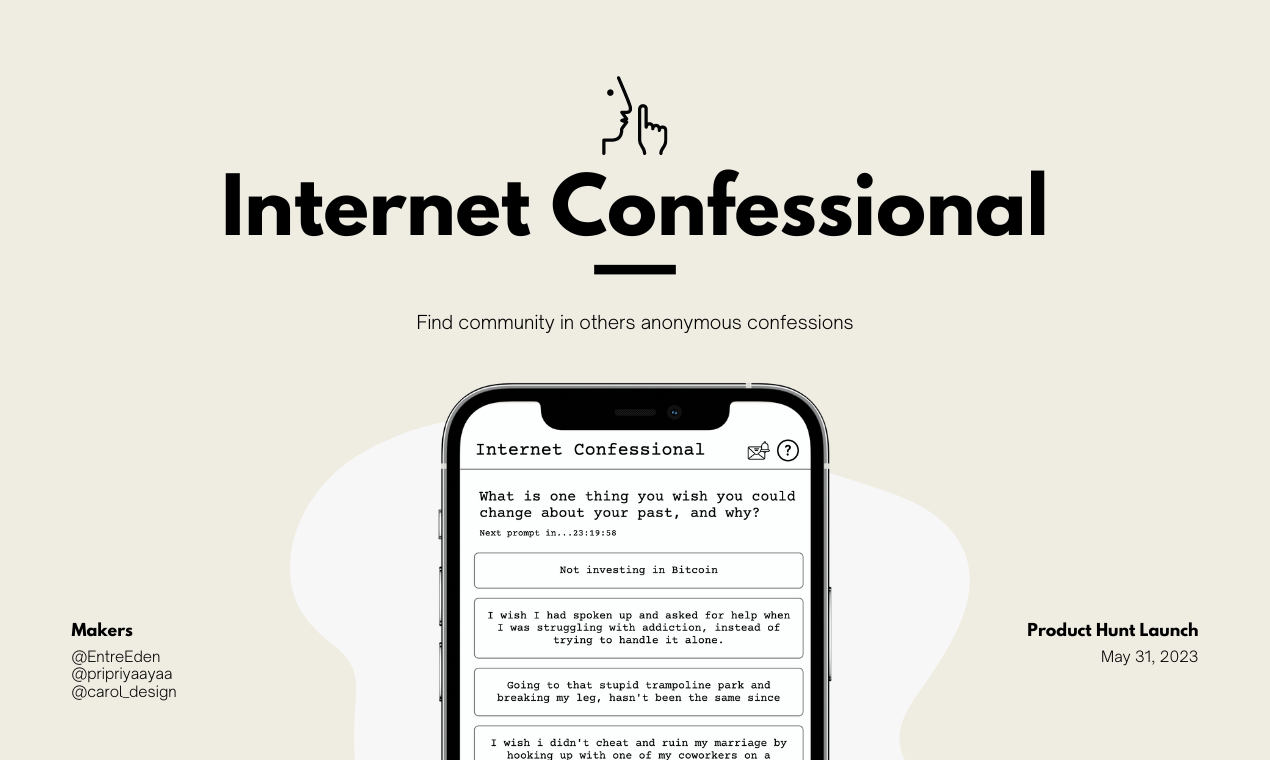 Internet Confessional
Find community in others anonymous confessions
Internet Confessional
?
What is one thing you wish you could
change about your past, and why?
Next prompt in...23:19:58
Not investing in Bitcoin
I wish I had spoken up and asked for help when
I was struggling with addiction, instead of
trying to handle it alone.
Going to that stupid trampoline park and
breaking my leg, hasn't been the same since
I wish i didn't cheat and ruin my marriage by
hooking up with one of my coworkers on a
Makers
@EntreEden
@pripriyaayaa
@carol_design
Product Hunt Launch
May 31, 2023